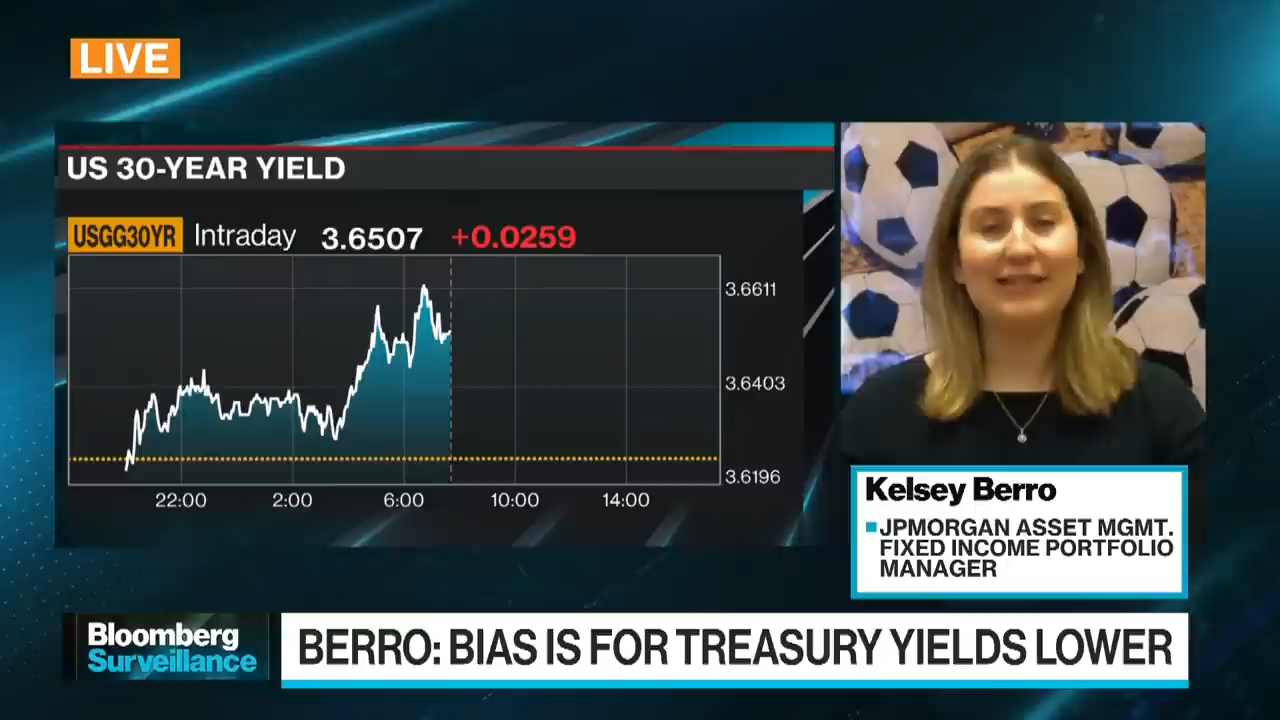 LIVE
US 30-YEAR YIELD
USGG30YR Intraday 3.6507 +0.0259
3.6611
3.6403
3.6196
22:00 2:00 6:00 10:00 14:00
Kelsey Berro
JPMORGAN ASSET MGMT.
FIXED INCOME PORTFOLIO
MANAGER
Bloomberg
Surveillance
BERRO: BIAS IS FOR TREASURY YIELDS LOWER